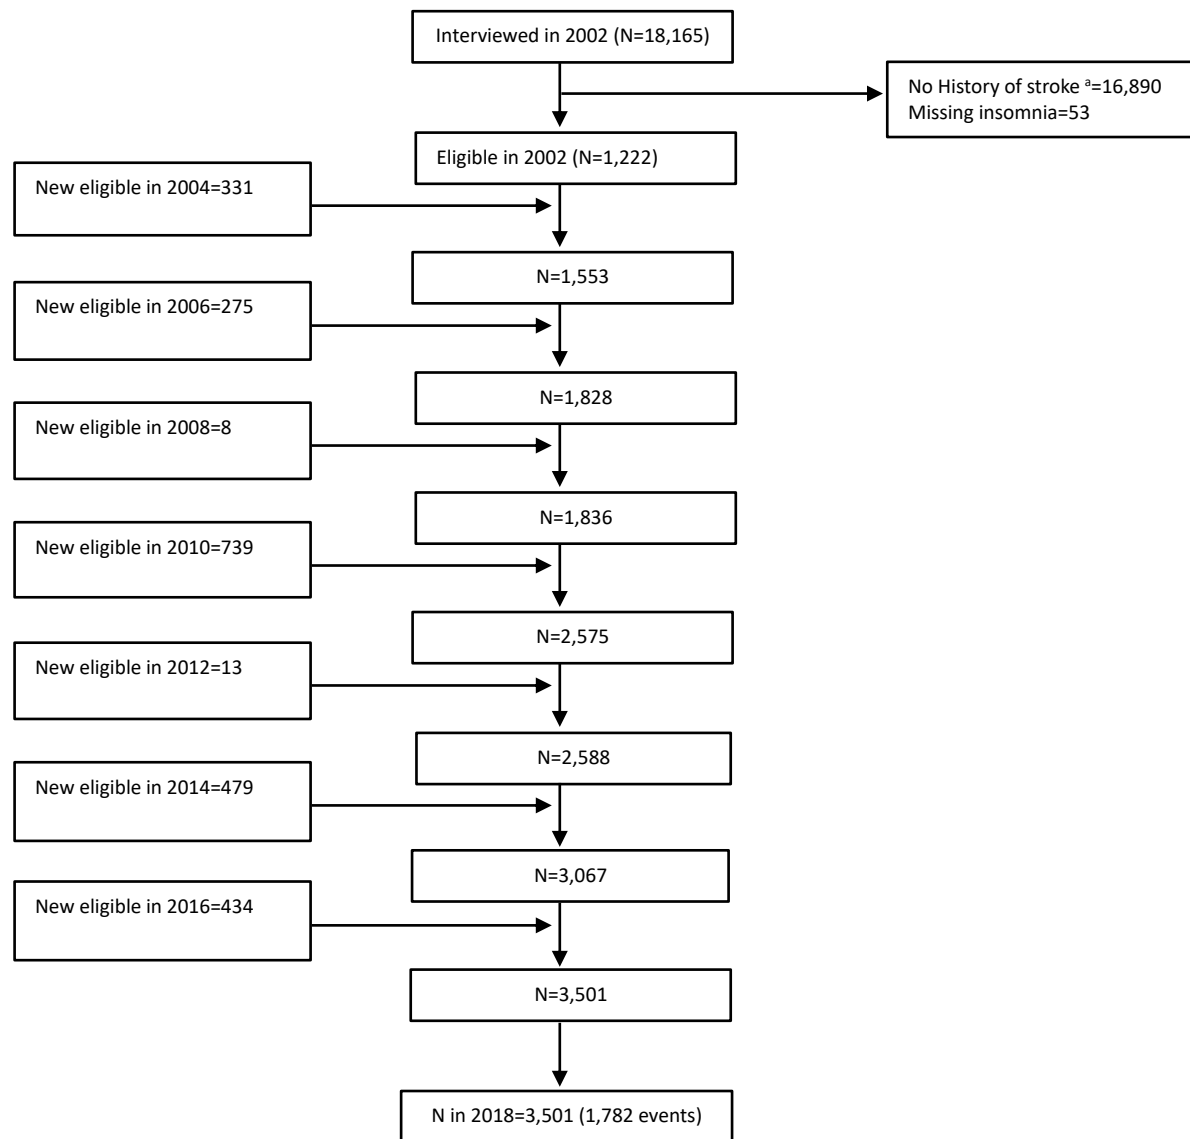 Interviewed in 2002 (N=18,165)
No History of stroke ᵃ=16,890
Missing insomnia=53
Eligible in 2002 (N=1,222)
New eligible in 2004=331
N=1,553
New eligible in 2006=275
N=1,828
New eligible in 2008=8
N=1,836
New eligible in 2010=739
N=2,575
New eligible in 2012=13
N=2,588
New eligible in 2014=479
N=3,067
New eligible in 2016=434
N=3,501
N in 2018=3,501 (1,782 events)